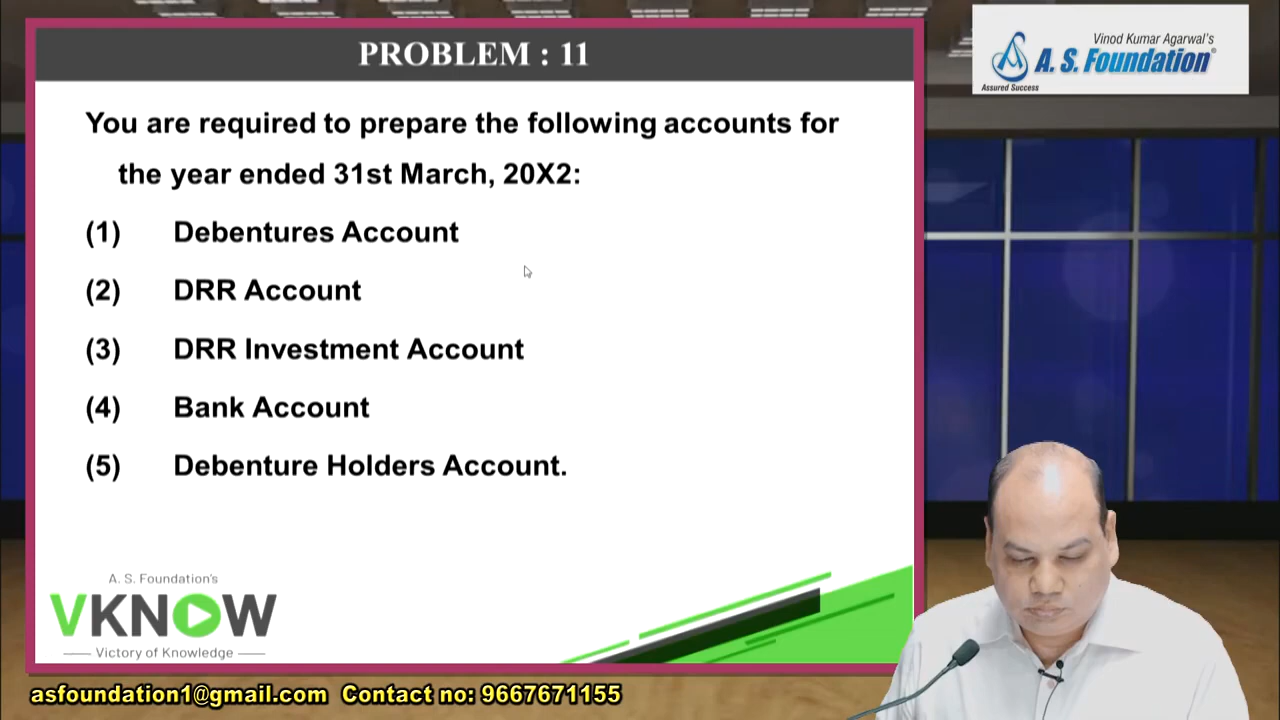 PROBLEM : 11
Vinod Kumar Agarwal's
A. S. Foundation®
Assured Success
You are required to prepare the following accounts for
the year ended 31st March, 20X2:
(1) Debentures Account
(2) DRR Account
(3) DRR Investment Account
(4) Bank Account
(5) Debenture Holders Account.
A. S. Foundation's
VKNOW
Victory of Knowledge
asfoundation1@gmail.com Contact no: 9667671155